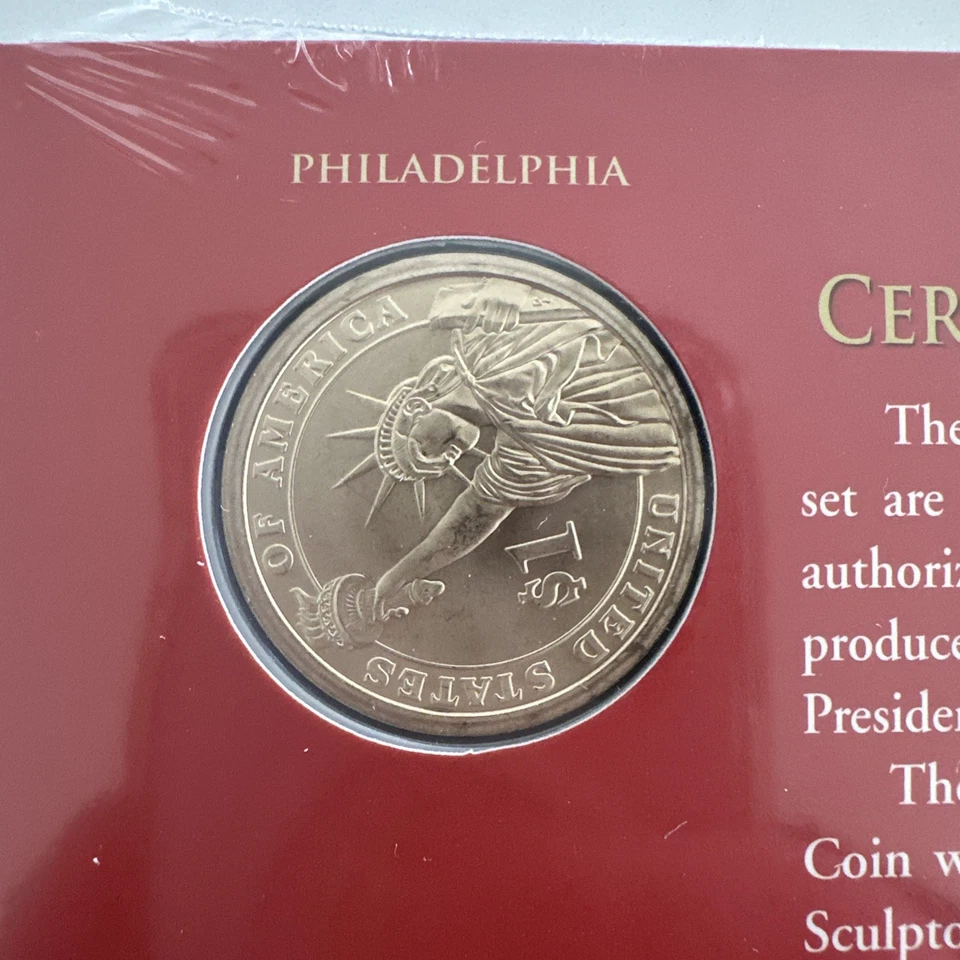 PHILADELPHIA
UNITED STATES OF AMERICA
$1
CER
The
set are
authoriz
produce
Presiden
The
Coin w
Sculpto